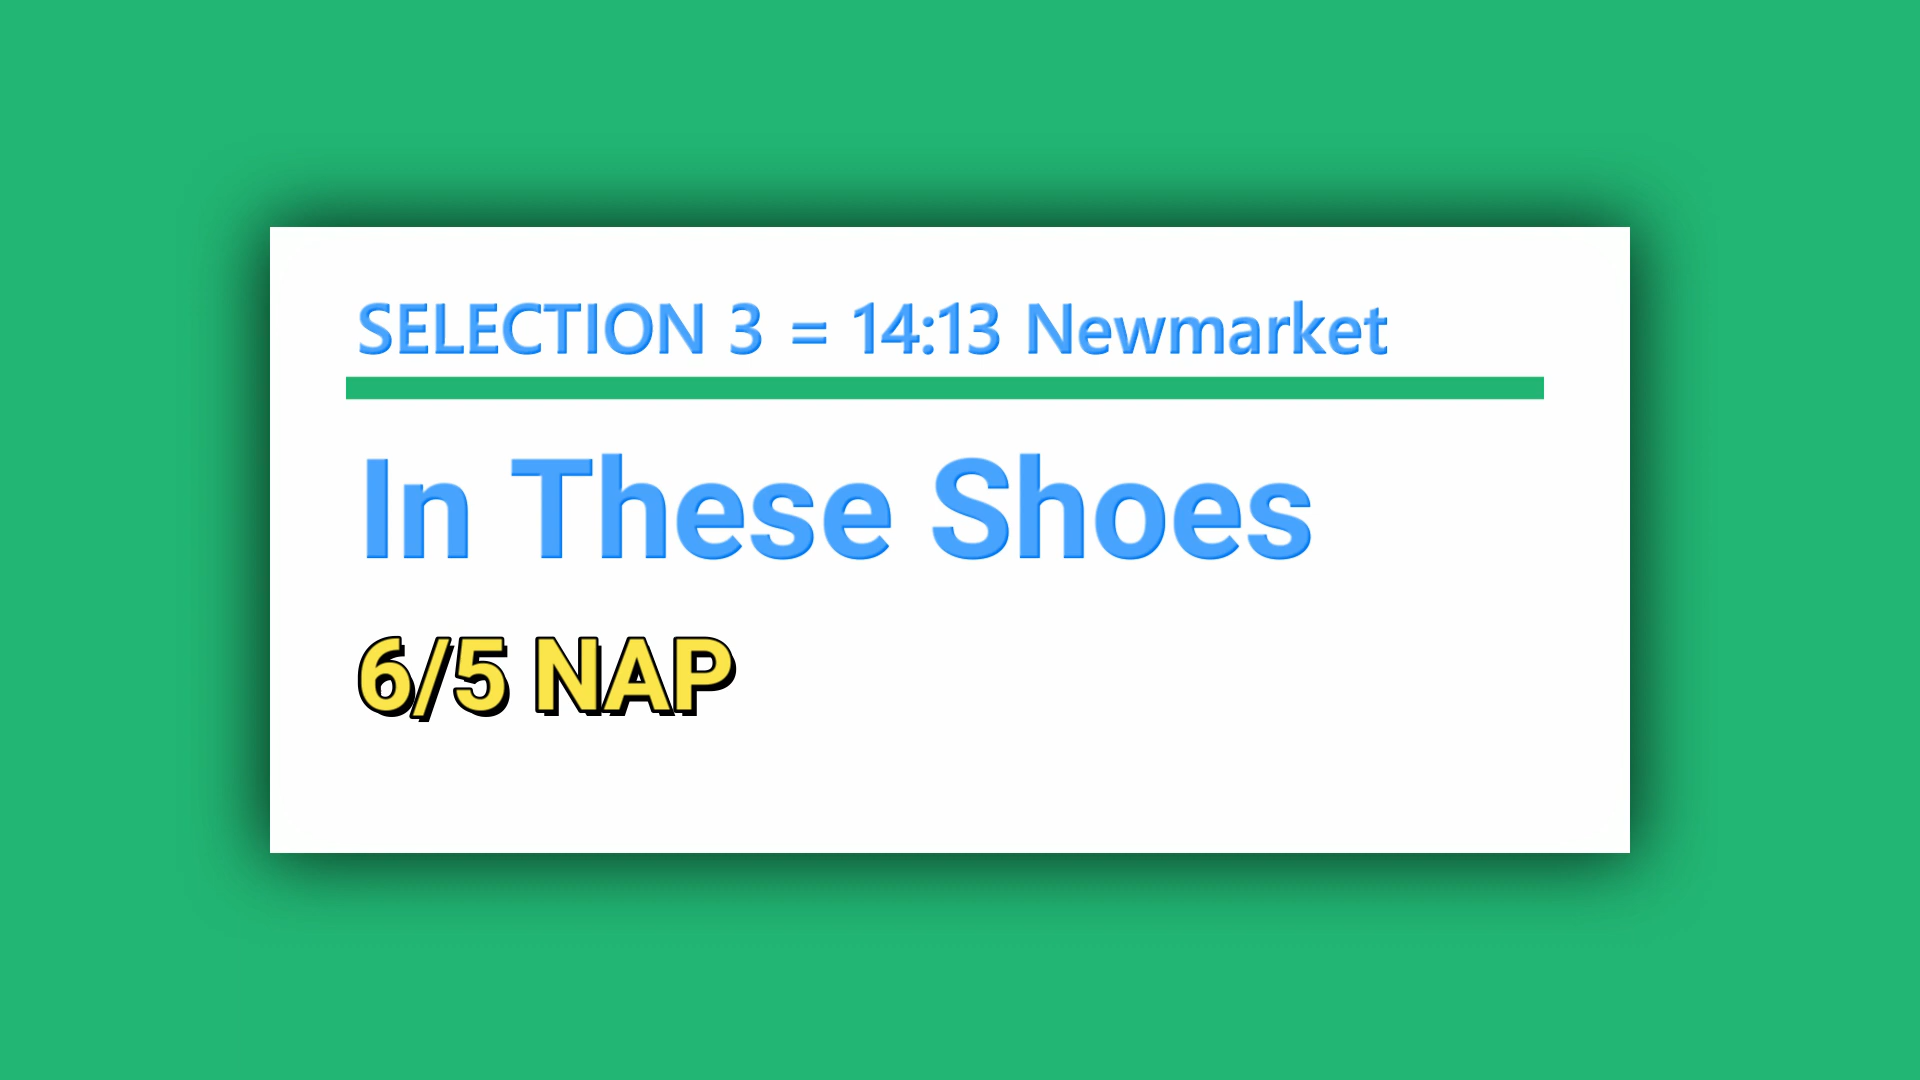 SELECTION 3 = 14:13 Newmarket
In These Shoes
6/5 NAP